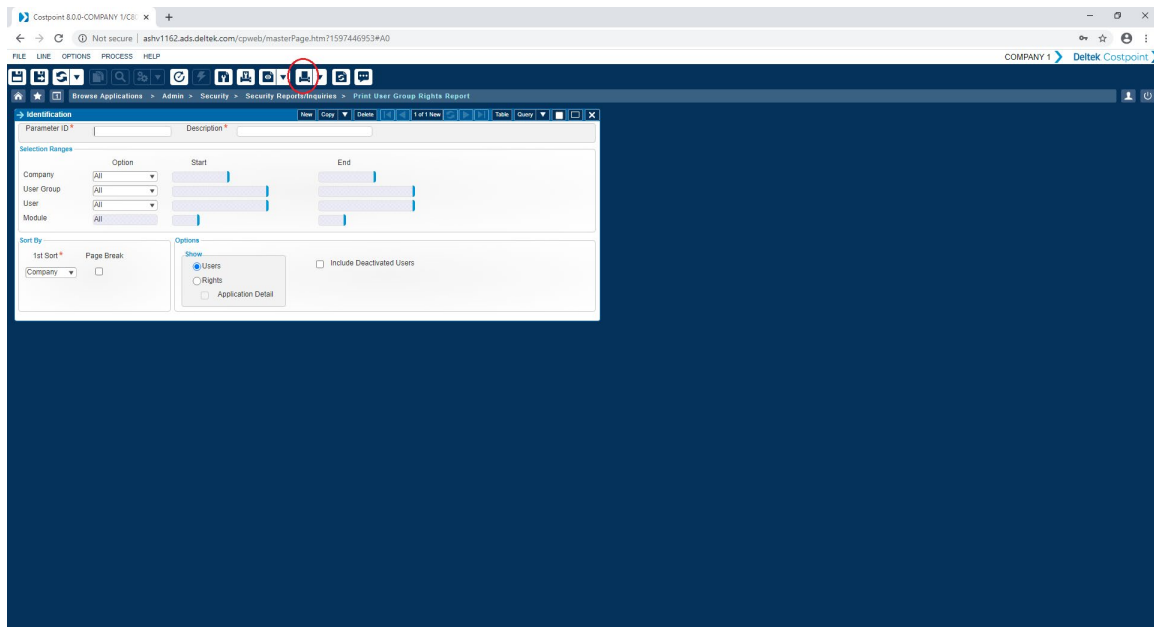 Costpoint 8.0.0-COMPANY 1/C80
Not secure | ashv1162.ads.deltek.com/cpweb/masterPage.htm?1597446953#A0
FILE LINE OPTIONS PROCESS HELP COMPANY 1 Deltek Costpoint
Browse Applications > Admin > Security > Security Reports/Inquiries > Print User Group Rights Report
Identification New Copy Delete 1 of 1 New Table Query
Parameter ID * Description *
Selection Ranges
Option Start End
Company All
User Group All
User All
Module All
Sort By Options
1st Sort * Page Break Show
Users Include Deactivated Users
Company Rights
Application Detail